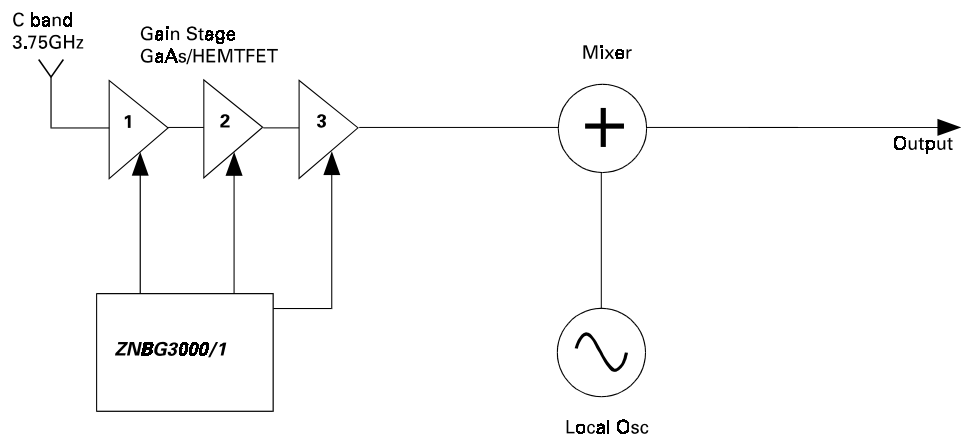 C band
3.75GHz
Gain Stage
GaAs/HEMTFET
Mixer
1
2
3
Output
ZNBG3000/1
Local Osc